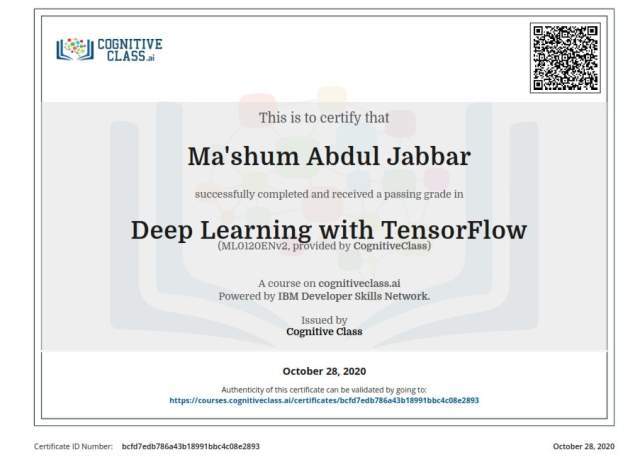 COGNITIVE
CLASS.ai
This is to certify that
Ma'shum Abdul Jabbar
successfully completed and received a passing grade in
Deep Learning with TensorFlow
(ML0120ENv2, provided by CognitiveClass)
A course on cognitiveclass.ai
Powered by IBM Developer Skills Network.
Issued by
Cognitive Class
October 28, 2020
Authenticity of this certificate can be validated by going to:
https://courses.cognitiveclass.ai/certificates/bcfd7edb786a43b18991bbc4c08e2893
Certificate ID Number: bcfd7edb786a43b18991bbc4c08e2893
October 28, 2020